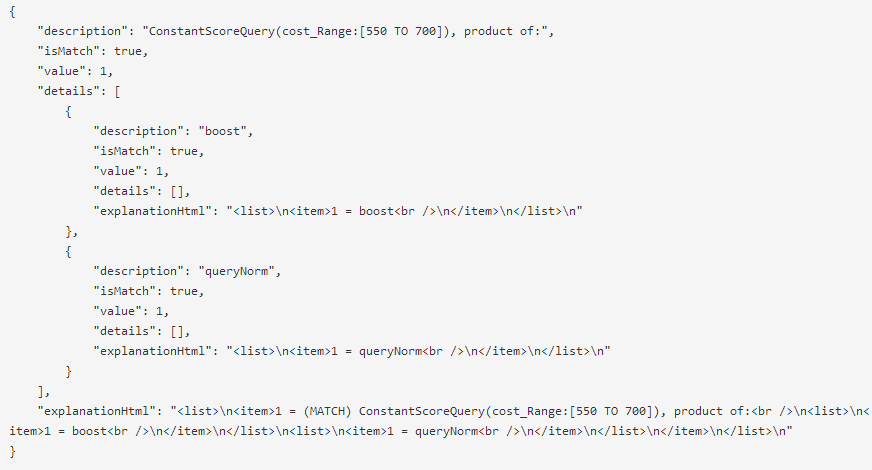 {
    "description": "ConstantScoreQuery(cost_Range:[550 TO 700]), product of:",
    "isMatch": true,
    "value": 1,
    "details": [
        {
            "description": "boost",
            "isMatch": true,
            "value": 1,
            "details": [],
            "explanationHtml": "<list>\n<item>1 = boost<br />\n</item>\n</list>\n"
        },
        {
            "description": "queryNorm",
            "isMatch": true,
            "value": 1,
            "details": [],
            "explanationHtml": "<list>\n<item>1 = queryNorm<br />\n</item>\n</list>\n"
        }
    ],
    "explanationHtml": "<list>\n<item>1 = (MATCH) ConstantScoreQuery(cost_Range:[550 TO 700]), product of:<br />\n<list>\n<
item>1 = boost<br />\n</item>\n</list>\n<list>\n<item>1 = queryNorm<br />\n</item>\n</list>\n</item>\n</list>\n"
}